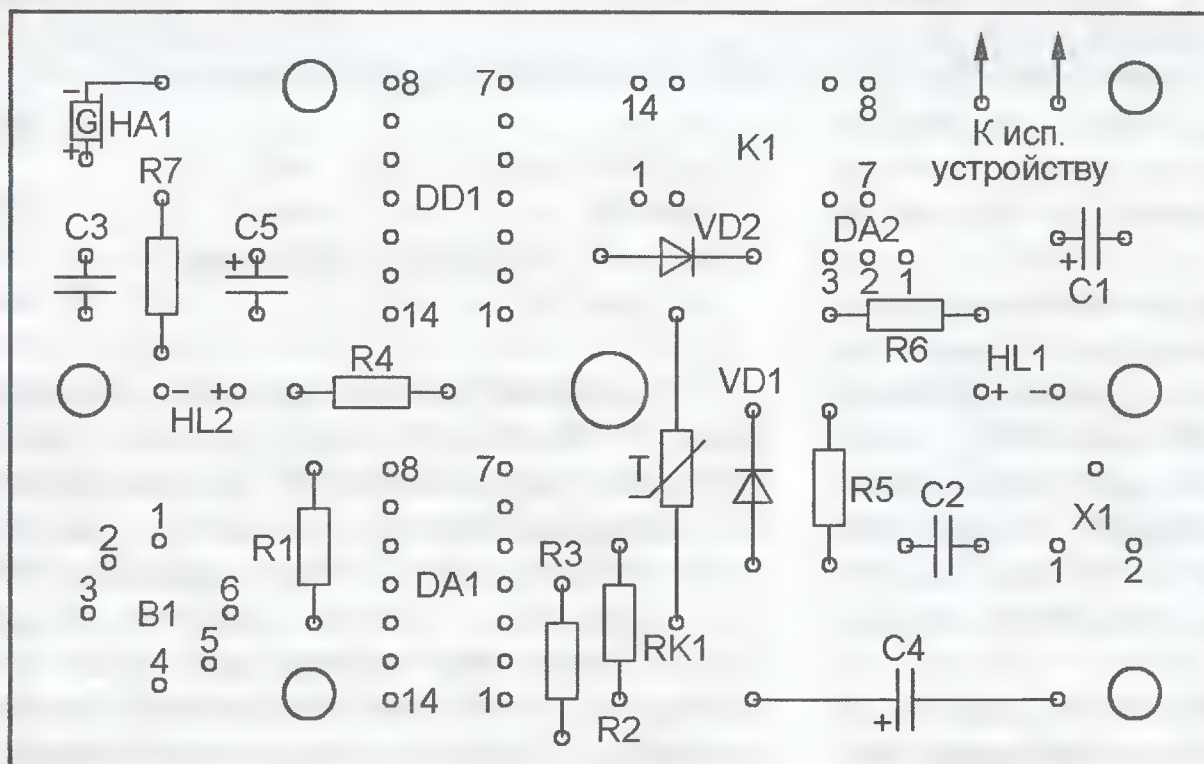 8 7
14
8
G HA1
К исп.
устройству
K1
R7
1
7
DD1
C3
C5
VD2
DA2
3 2 1
C1
14 1
R6
R4
VD1
HL1
- +
+ -
HL2
8 7
T
R5
C2
X1
1
2
R1
R3
1 2
3
6
B1
DA1
5
RK1
4
C4
14 1
R2